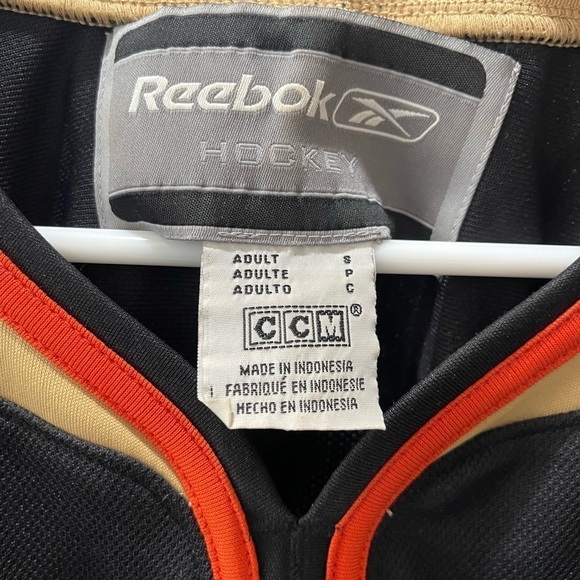 Reebok
HOCKEY
ADULT S
ADULTE P
ADULTO C
CCM®
MADE IN INDONESIA
FABRIQUÉ EN INDONESIE
HECHO EN INDONESIA